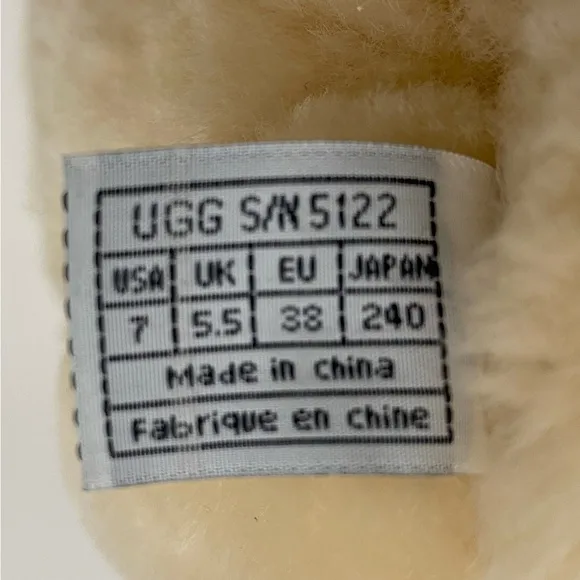 UGG S/N 5122
USA UK EU JAPAN
7 5.5 38 240
Made in china
Fabrique en chine